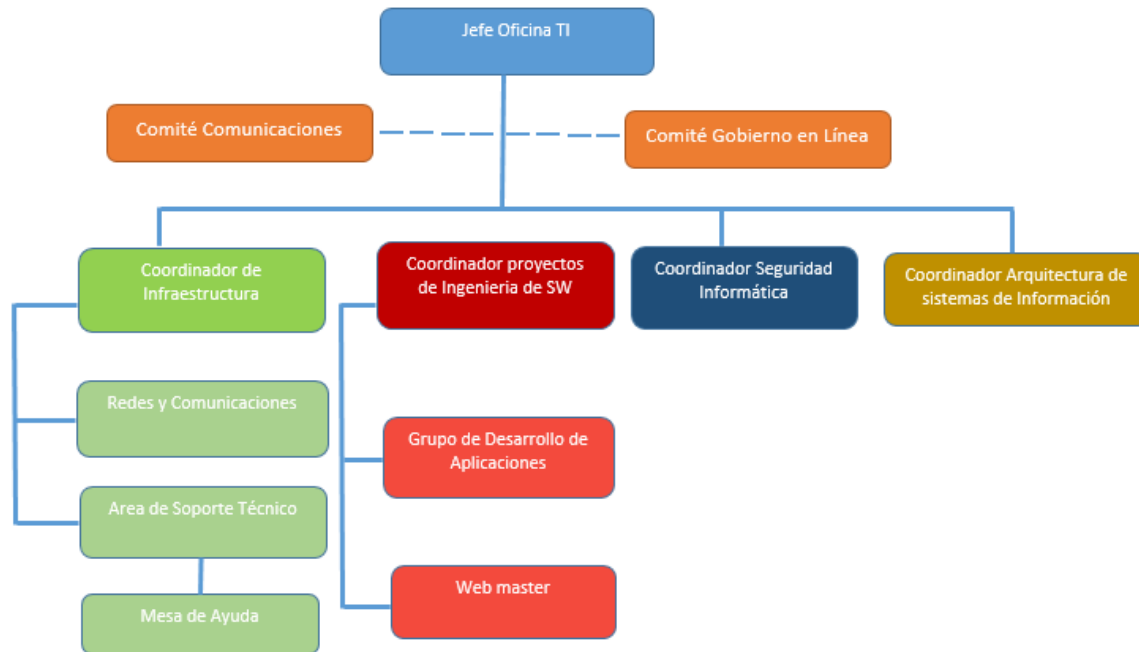 Jefe Oficina TI
Comité Comunicaciones
Comité Gobierno en Línea
Coordinador de
Infraestructura
Coordinador proyectos
de Ingenieria de SW
Coordinador Seguridad
Informática
Coordinador Arquitectura de
sistemas de Información
Redes y Comunicaciones
Grupo de Desarrollo de
Aplicaciones
Area de Soporte Técnico
Web master
Mesa de Ayuda